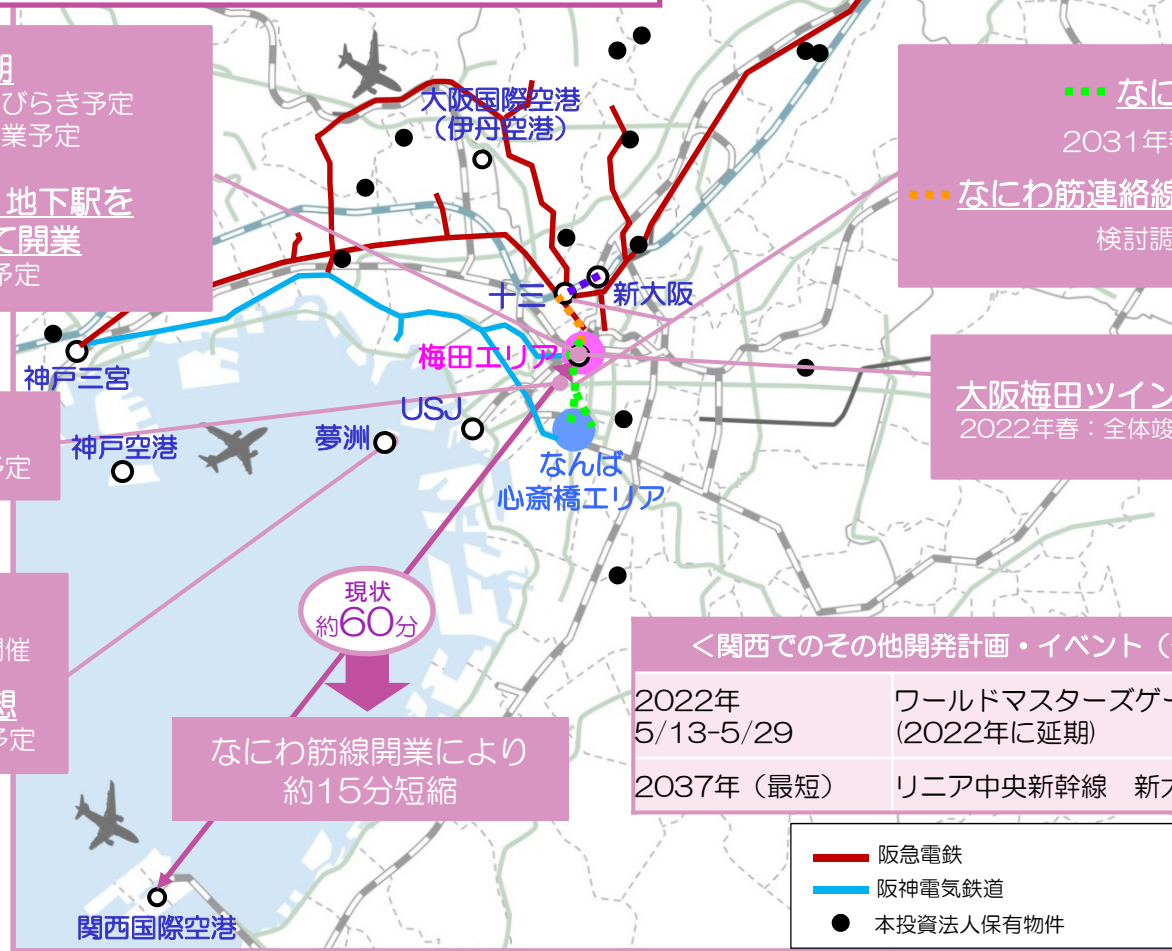 期
びらき予定
業予定
地下駅を
て開業
予定
大阪国際空港
（伊丹空港）
なに
2031年春
なにわ筋連絡線
検討調
十三
新大阪
梅田エリア
神戸三宮
大阪梅田ツイン
2022年春：全体竣
USJ
夢洲
神戸空港
予定
なんば
心斎橋エリア
現状
約60分
開催
想
予定
なにわ筋線開業により
約15分短縮
＜関西でのその他開発計画・イベント（
2022年
5/13-5/29
ワールドマスターズゲー
(2022年に延期)
2037年（最短）
リニア中央新幹線　新大
阪急電鉄
阪神電気鉄道
本投資法人保有物件
関西国際空港